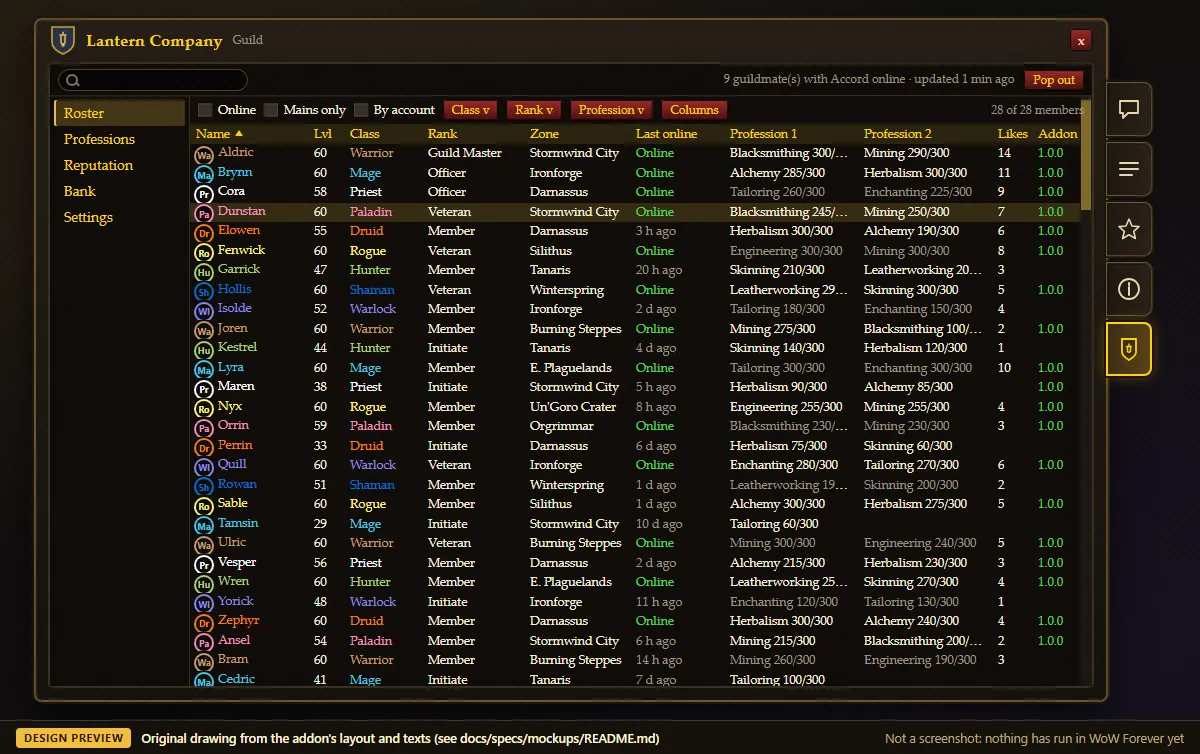 Lantern Company Guild
x
9 guildmate(s) with Accord online · updated 1 min ago Pop out
Roster
Professions
Reputation
Bank
Settings
Online Mains only By account Class v Rank v Profession v Columns 28 of 28 members
Name Lvl Class Rank Zone Last online Profession 1 Profession 2 Likes Addon
Wa Aldric 60 Warrior Guild Master Stormwind City Online Blacksmithing 300/... Mining 290/300 14 1.0.0
Ma Brynn 60 Mage Officer Ironforge Online Alchemy 285/300 Herbalism 300/300 11 1.0.0
Pr Cora 58 Priest Officer Darnassus Online Tailoring 260/300 Enchanting 225/300 9 1.0.0
Pa Dunstan 60 Paladin Veteran Stormwind City Online Blacksmithing 245/... Mining 250/300 7 1.0.0
Dr Elowen 55 Druid Member Darnassus 3 h ago Herbalism 300/300 Alchemy 190/300 6 1.0.0
Ro Fenwick 60 Rogue Veteran Silithus Online Engineering 300/300 Mining 300/300 8 1.0.0
Hu Garrick 47 Hunter Member Tanaris 20 h ago Skinning 210/300 Leatherworking 20... 3
Sh Hollis 60 Shaman Veteran Winterspring Online Leatherworking 29... Skinning 300/300 5 1.0.0
Wl Isolde 52 Warlock Member Ironforge 2 d ago Tailoring 180/300 Enchanting 150/300 4
Wa Joren 60 Warrior Member Burning Steppes Online Mining 275/300 Blacksmithing 100/... 2 1.0.0
Hu Kestrel 44 Hunter Initiate Tanaris 4 d ago Skinning 140/300 Herbalism 120/300 1
Ma Lyra 60 Mage Member E. Plaguelands Online Tailoring 300/300 Enchanting 300/300 10 1.0.0
Pr Maren 38 Priest Initiate Stormwind City 5 h ago Herbalism 90/300 Alchemy 85/300 1.0.0
Ro Nyx 60 Rogue Member Un'Goro Crater 8 h ago Engineering 255/300 Mining 255/300 4 1.0.0
Pa Orrin 59 Paladin Member Orgrimmar Online Blacksmithing 230/... Mining 230/300 3 1.0.0
Dr Perrin 33 Druid Initiate Darnassus 6 d ago Herbalism 75/300 Skinning 60/300
Wl Quill 60 Warlock Veteran Ironforge Online Enchanting 280/300 Tailoring 270/300 6 1.0.0
Sh Rowan 51 Shaman Member Winterspring 1 d ago Leatherworking 19... Skinning 200/300 2
Ro Sable 60 Rogue Member Silithus 1 d ago Alchemy 300/300 Herbalism 275/300 5 1.0.0
Ma Tamsin 29 Mage Initiate Stormwind City 10 d ago Tailoring 60/300
Wa Ulric 60 Warrior Veteran Burning Steppes Online Mining 300/300 Engineering 240/300 5 1.0.0
Pr Vesper 56 Priest Member Darnassus 2 d ago Alchemy 215/300 Herbalism 230/300 3 1.0.0
Hu Wren 60 Hunter Member E. Plaguelands Online Leatherworking 25... Skinning 270/300 4 1.0.0
Wl Yorick 48 Warlock Initiate Ironforge 11 h ago Enchanting 120/300 Tailoring 130/300 1
Dr Zephyr 60 Druid Member Darnassus Online Herbalism 300/300 Alchemy 240/300 4 1.0.0
Pa Ansel 54 Paladin Member Stormwind City 6 h ago Mining 215/300 Blacksmithing 200/... 2 1.0.0
Wa Bram 60 Warrior Member Burning Steppes 14 h ago Mining 260/300 Engineering 190/300 3
Ma Cedric 41 Mage Initiate Tanaris 7 d ago Tailoring 100/300
DESIGN PREVIEW Original drawing from the addon's layout and texts (see docs/specs/mockups/README.md) Not a screenshot: nothing has run in WoW Forever yet